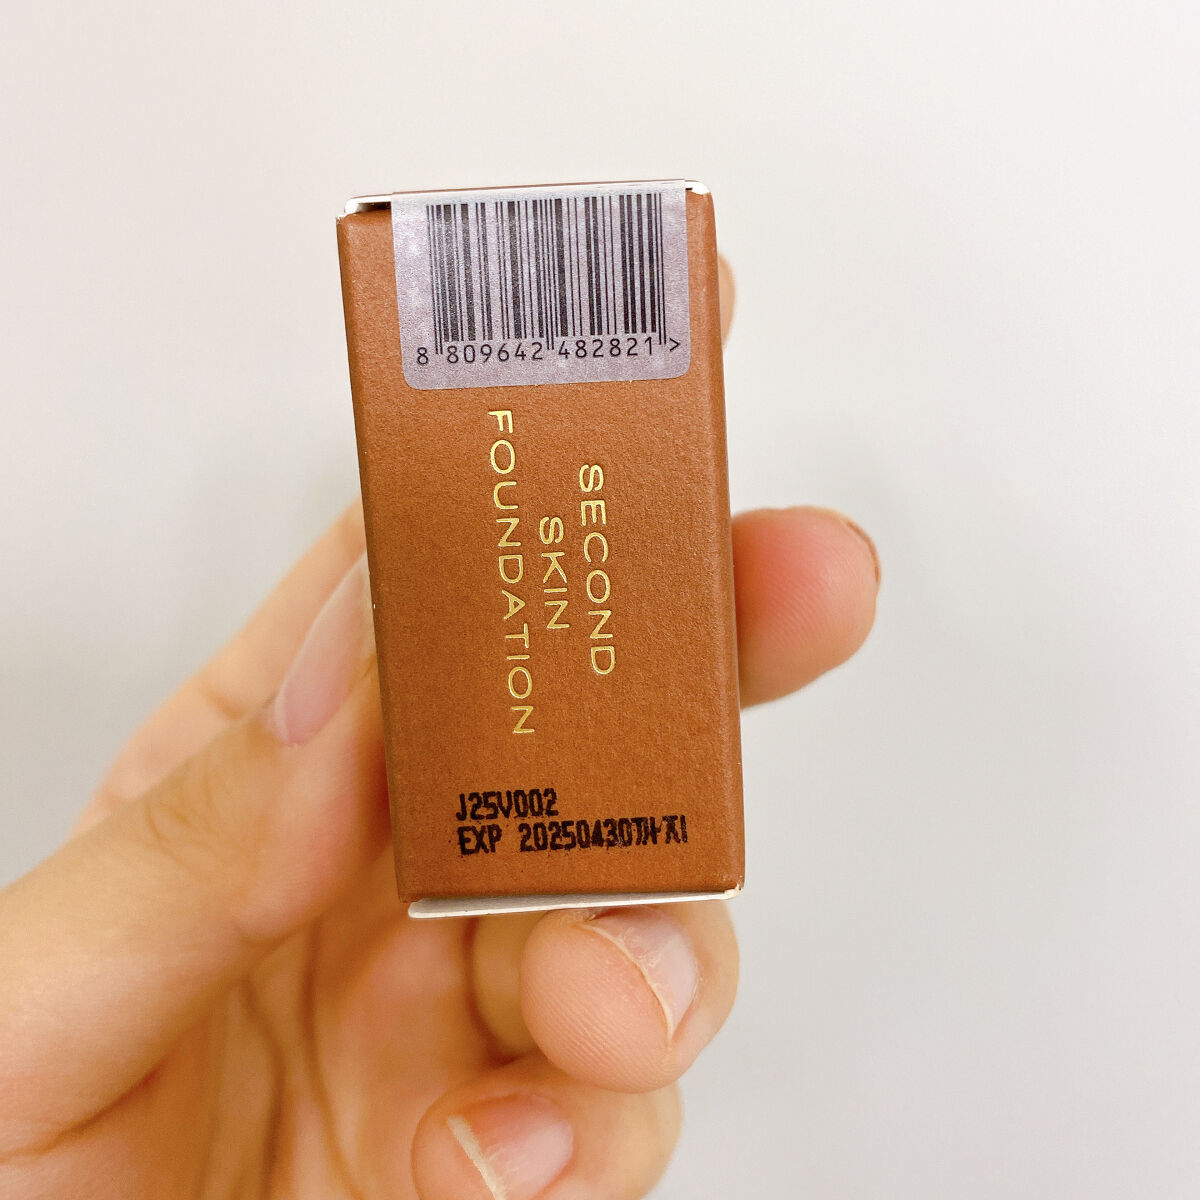 8 809642 482821 >
SECOND
SKIN
FOUNDATION
J25V002
EXP 20250430까지